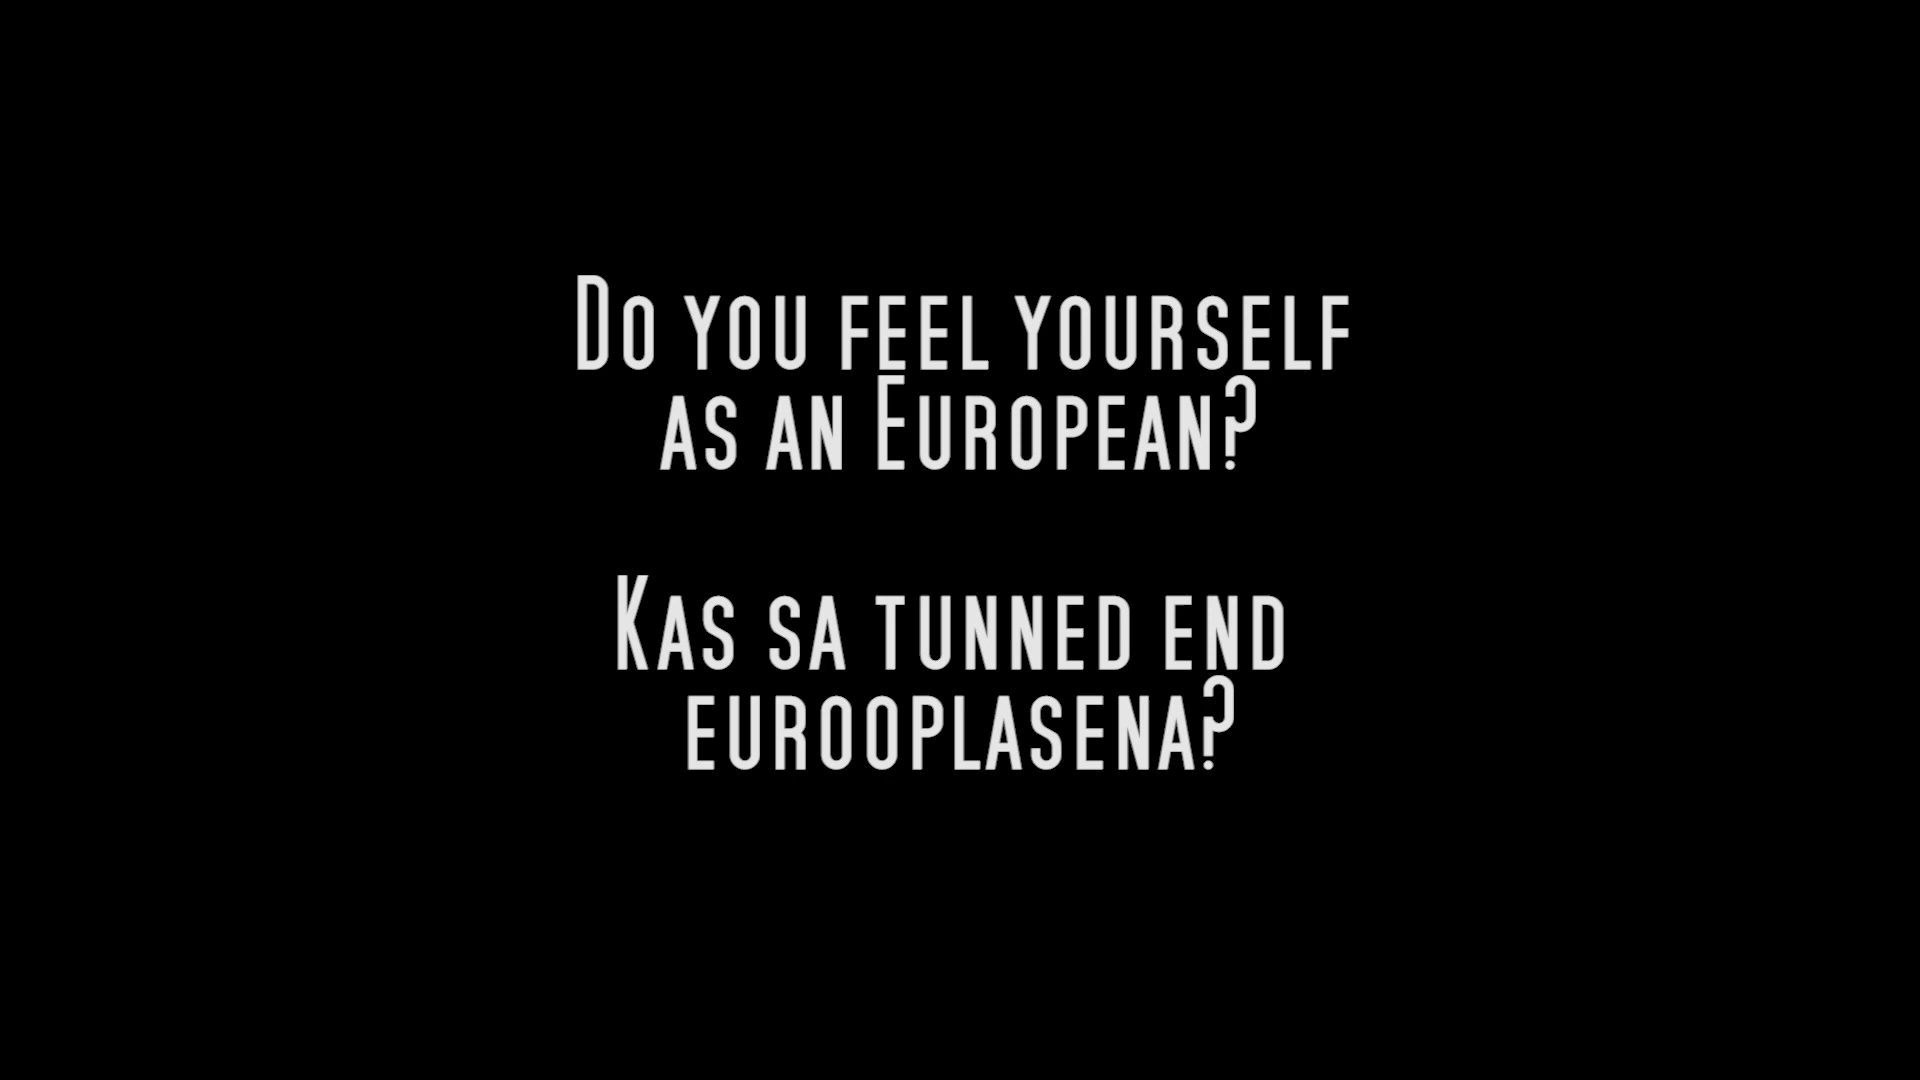 Do you feel yourself
as an European?
Kas sa tunned end
eurooplasena?